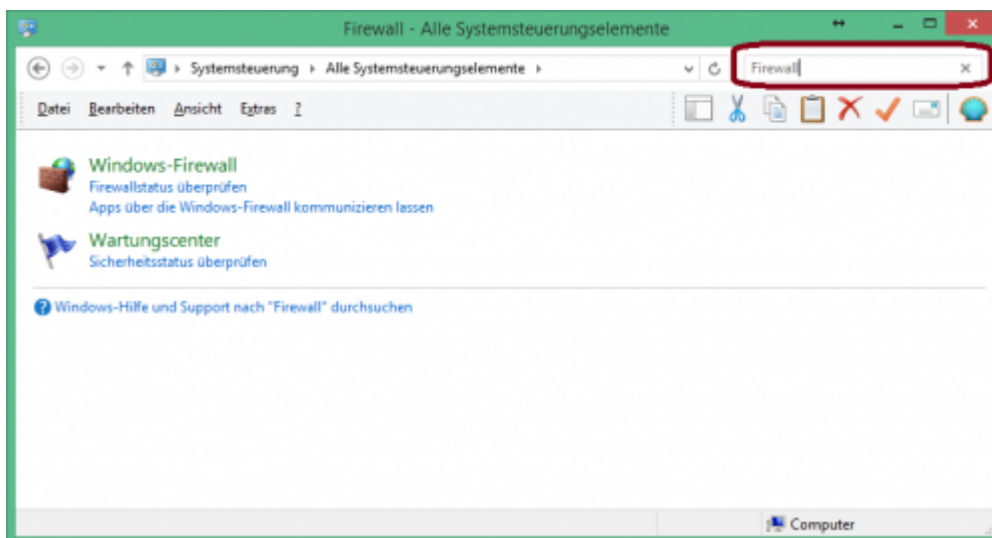 Firewall - Alle Systemsteuerungselemente
Systemsteuerung Alle Systemsteuerungselemente Firewall
Datei Bearbeiten Ansicht Extras ?
Windows-Firewall
Firewallstatus überprüfen
Apps über die Windows-Firewall kommunizieren lassen
Wartungscenter
Sicherheitsstatus überprüfen
Windows-Hilfe und Support nach "Firewall" durchsuchen
Computer